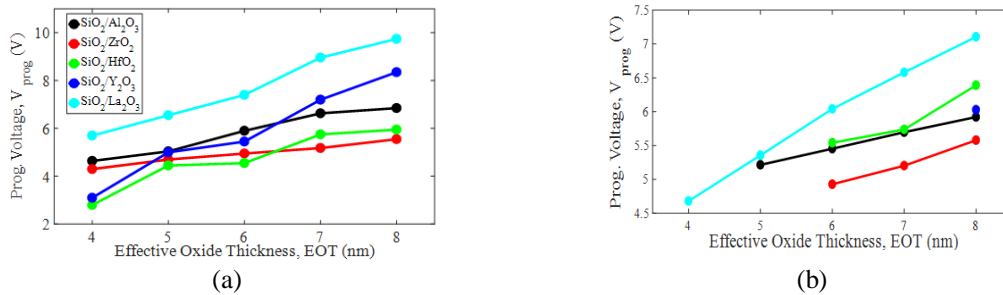 10
8
6
4
2
Prog. Voltage, V prog (V)
SiO2/Al2O3
SiO2/ZrO2
SiO2/HfO2
SiO2/Y2O3
SiO2/La2O3
4 5 6 7 8
Effective Oxide Thickness, EOT (nm)
(a)
7.5
7
6.5
6
5.5
5
4.5
Prog. Voltage, V prog (V)
4 5 6 7 8
Effective Oxide Thickness, EOT (nm)
(b)